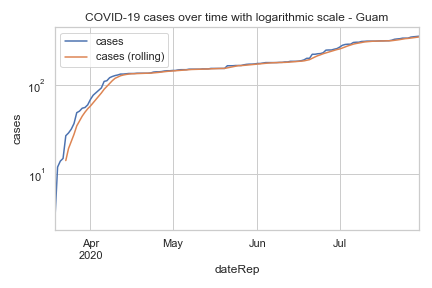 COVID-19 cases over time with logarithmic scale - Guam
cases
cases (rolling)
10²
10¹
cases
Apr
2020
May
Jun
Jul
dateRep